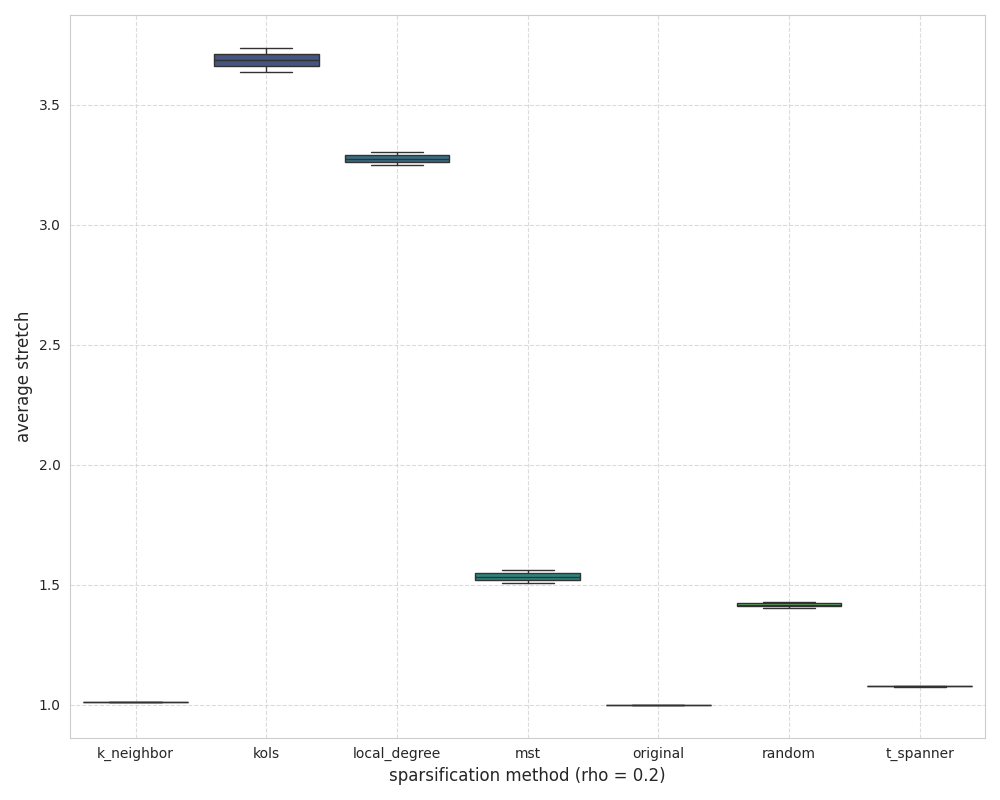 average stretch
3.5
3.0
2.5
2.0
1.5
1.0
k_neighbor kols local_degree mst original random t_spanner
sparsification method (rho = 0.2)